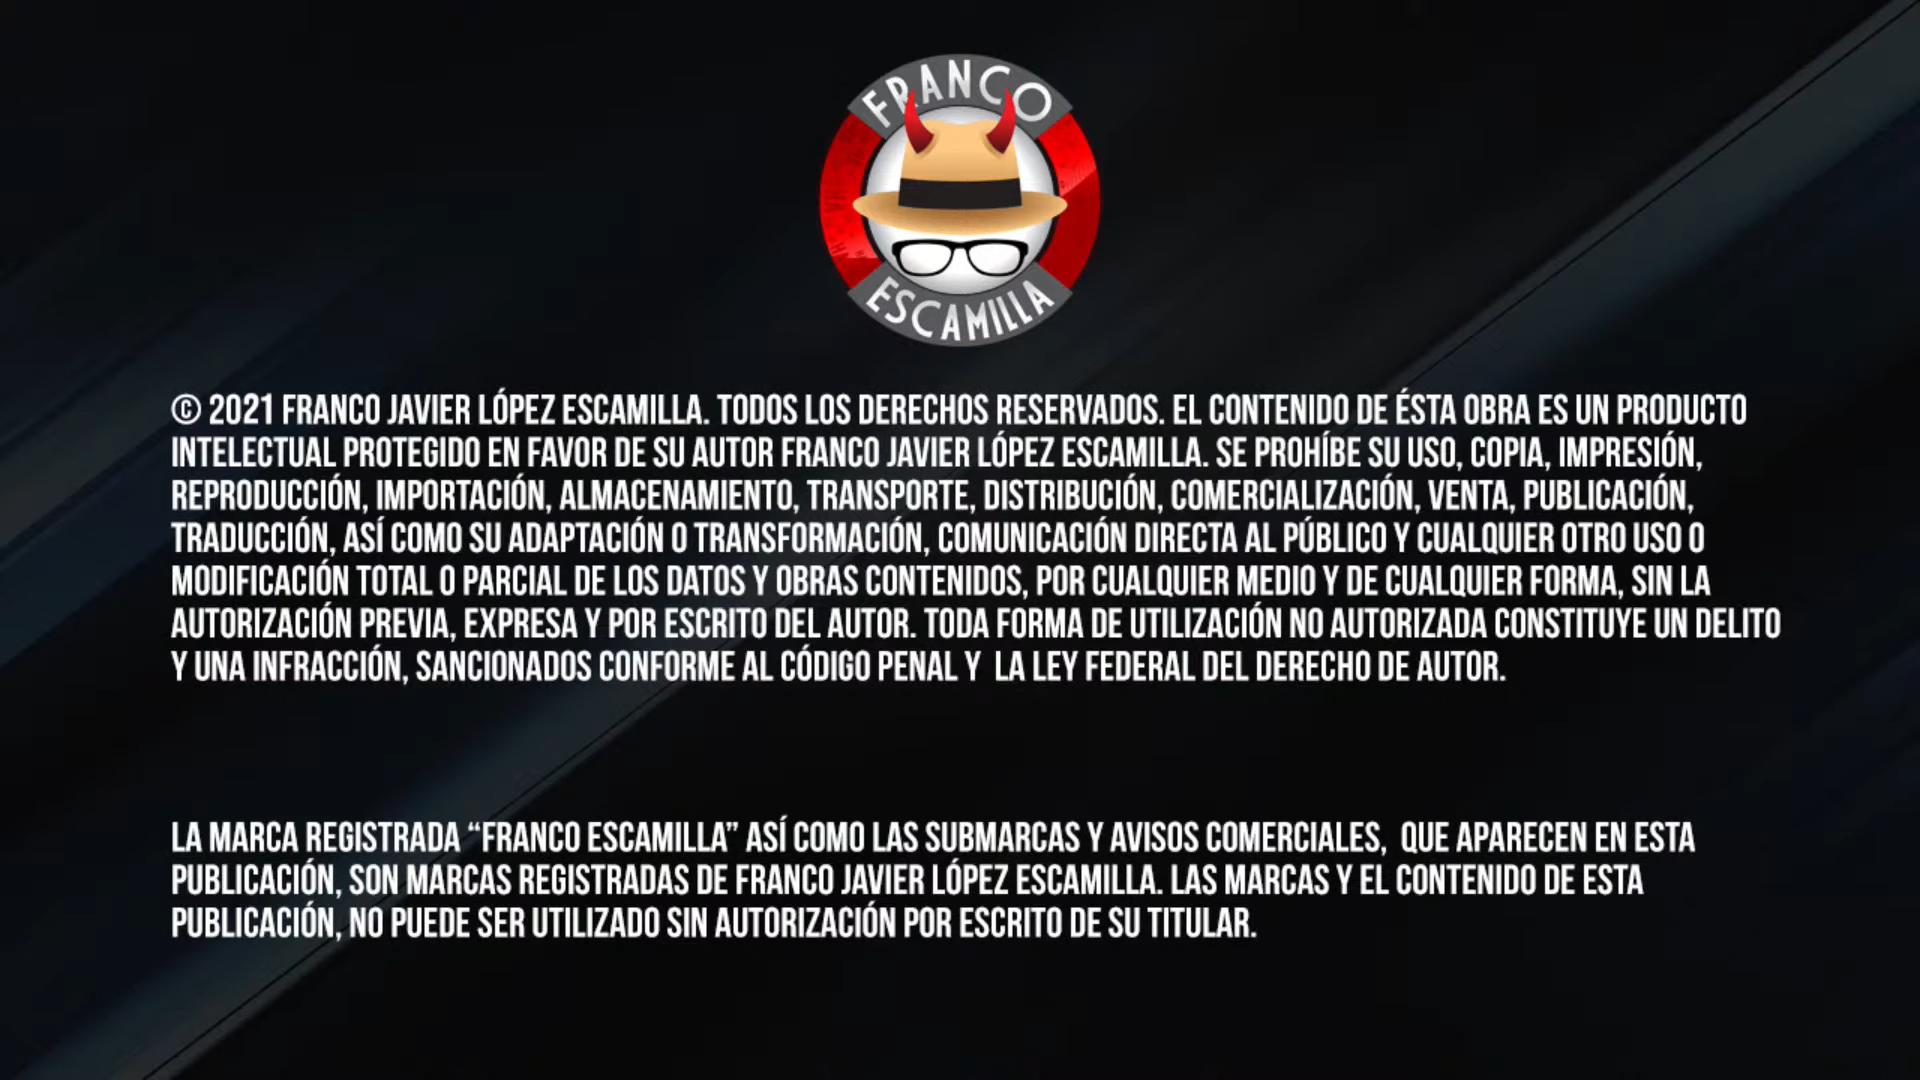 FRANCO
ESCAMILLA
© 2021 FRANCO JAVIER LÓPEZ ESCAMILLA. TODOS LOS DERECHOS RESERVADOS. EL CONTENIDO DE ÉSTA OBRA ES UN PRODUCTO
INTELECTUAL PROTEGIDO EN FAVOR DE SU AUTOR FRANCO JAVIER LÓPEZ ESCAMILLA. SE PROHÍBE SU USO, COPIA, IMPRESIÓN,
REPRODUCCIÓN, IMPORTACIÓN, ALMACENAMIENTO, TRANSPORTE, DISTRIBUCIÓN, COMERCIALIZACIÓN, VENTA, PUBLICACIÓN,
TRADUCCIÓN, ASÍ COMO SU ADAPTACIÓN O TRANSFORMACIÓN, COMUNICACIÓN DIRECTA AL PÚBLICO Y CUALQUIER OTRO USO O
MODIFICACIÓN TOTAL O PARCIAL DE LOS DATOS Y OBRAS CONTENIDOS, POR CUALQUIER MEDIO Y DE CUALQUIER FORMA, SIN LA
AUTORIZACIÓN PREVIA, EXPRESA Y POR ESCRITO DEL AUTOR. TODA FORMA DE UTILIZACIÓN NO AUTORIZADA CONSTITUYE UN DELITO
Y UNA INFRACCIÓN, SANCIONADOS CONFORME AL CÓDIGO PENAL Y  LA LEY FEDERAL DEL DERECHO DE AUTOR.
LA MARCA REGISTRADA “FRANCO ESCAMILLA” ASÍ COMO LAS SUBMARCAS Y AVISOS COMERCIALES,  QUE APARECEN EN ESTA
PUBLICACIÓN, SON MARCAS REGISTRADAS DE FRANCO JAVIER LÓPEZ ESCAMILLA. LAS MARCAS Y EL CONTENIDO DE ESTA
PUBLICACIÓN, NO PUEDE SER UTILIZADO SIN AUTORIZACIÓN POR ESCRITO DE SU TITULAR.